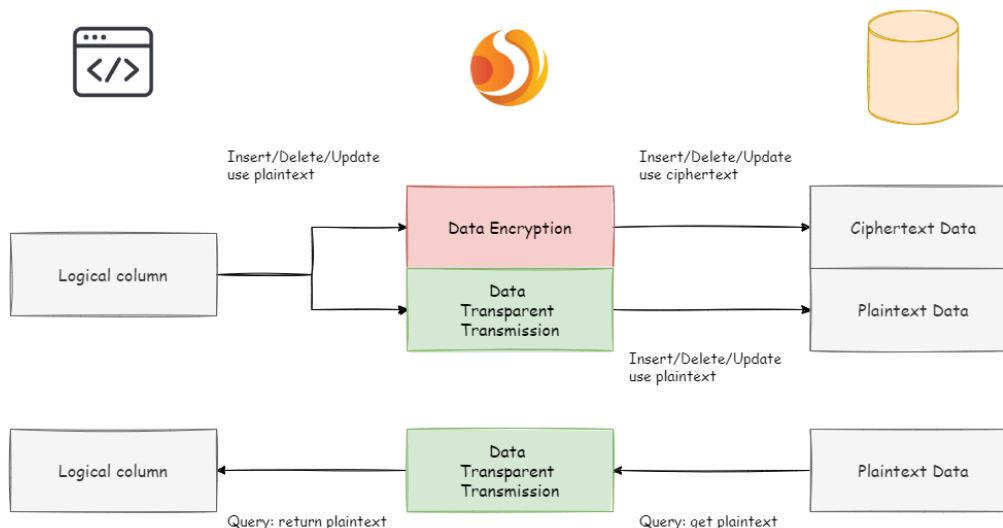 </>
Insert/Delete/Update
use plaintext
Insert/Delete/Update
use ciphertext
Logical column
Data Encryption
Ciphertext Data
Data
Transparent
Transmission
Plaintext Data
Insert/Delete/Update
use plaintext
Logical column
Data
Transparent
Transmission
Plaintext Data
Query: return plaintext
Query: get plaintext